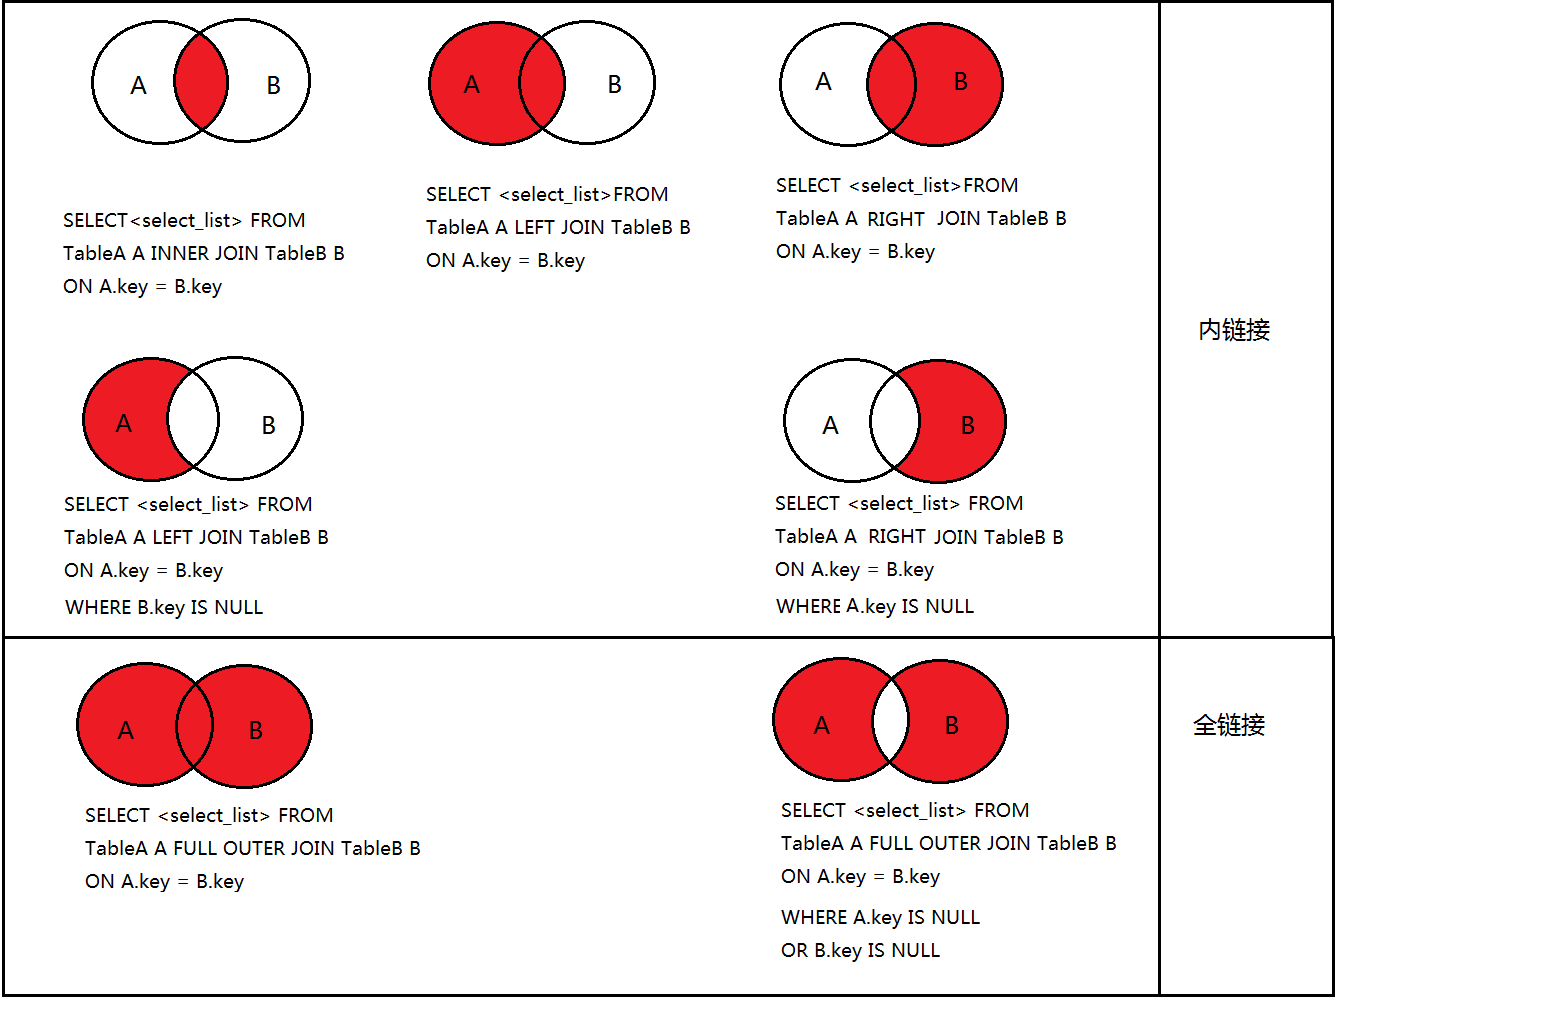 A B
SELECT<select_list> FROM
TableA A INNER JOIN TableB B
ON A.key = B.key
A B
SELECT <select_list>FROM
TableA A LEFT JOIN TableB B
ON A.key = B.key
A B
SELECT <select_list>FROM
TableA A RIGHT JOIN TableB B
ON A.key = B.key
A B
SELECT <select_list> FROM
TableA A LEFT JOIN TableB B
ON A.key = B.key
WHERE B.key IS NULL
A B
SELECT <select_list> FROM
TableA A RIGHT JOIN TableB B
ON A.key = B.key
WHERE A.key IS NULL
内链接
A B
SELECT <select_list> FROM
TableA A FULL OUTER JOIN TableB B
ON A.key = B.key
A B
SELECT <select_list> FROM
TableA A FULL OUTER JOIN TableB B
ON A.key = B.key
WHERE A.key IS NULL
OR B.key IS NULL
全链接